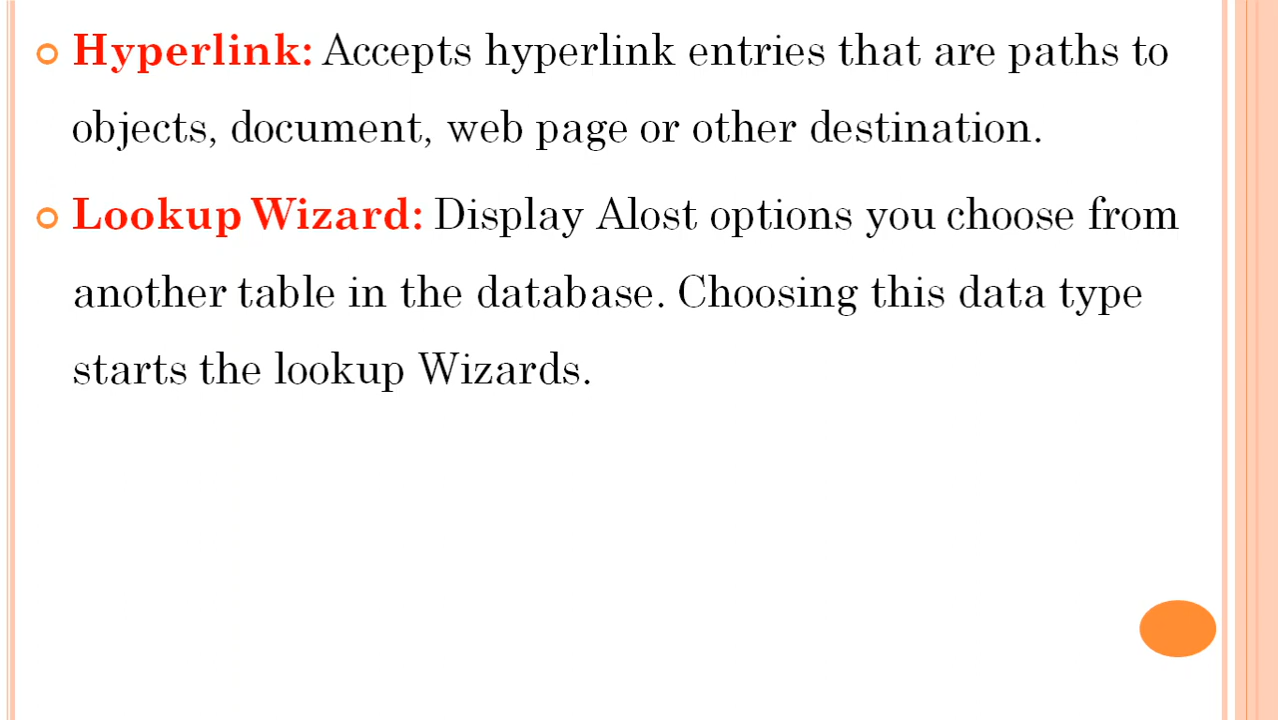 Hyperlink: Accepts hyperlink entries that are paths to
objects, document, web page or other destination.
Lookup Wizard: Display Alost options you choose from
another table in the database. Choosing this data type
starts the lookup Wizards.